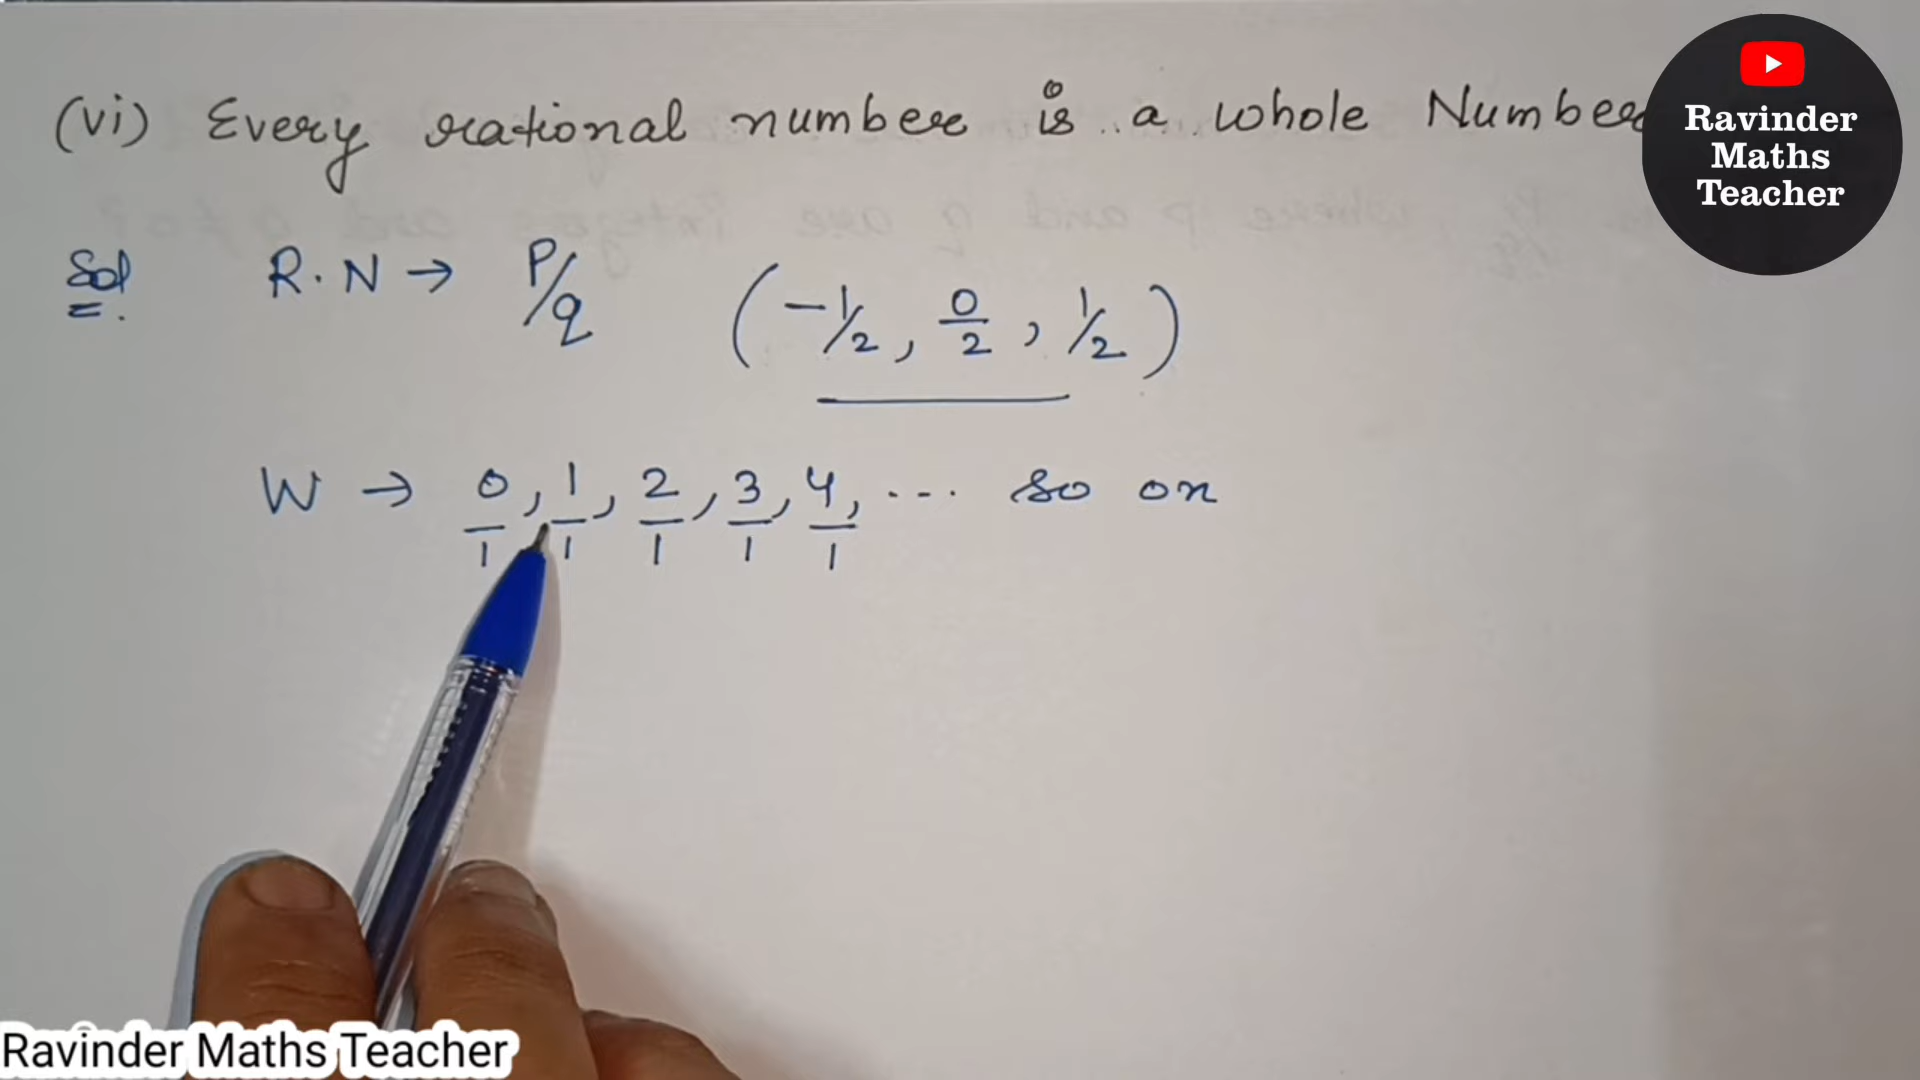 (vi) Every rational number is a whole Number
Ravinder
Maths
Teacher
Sol R.N → P/q (-1/2, 0/2, 1/2)
W → 0/1, 1/1, 2/1, 3/1, 4/1, ... so on
Ravinder Maths Teacher